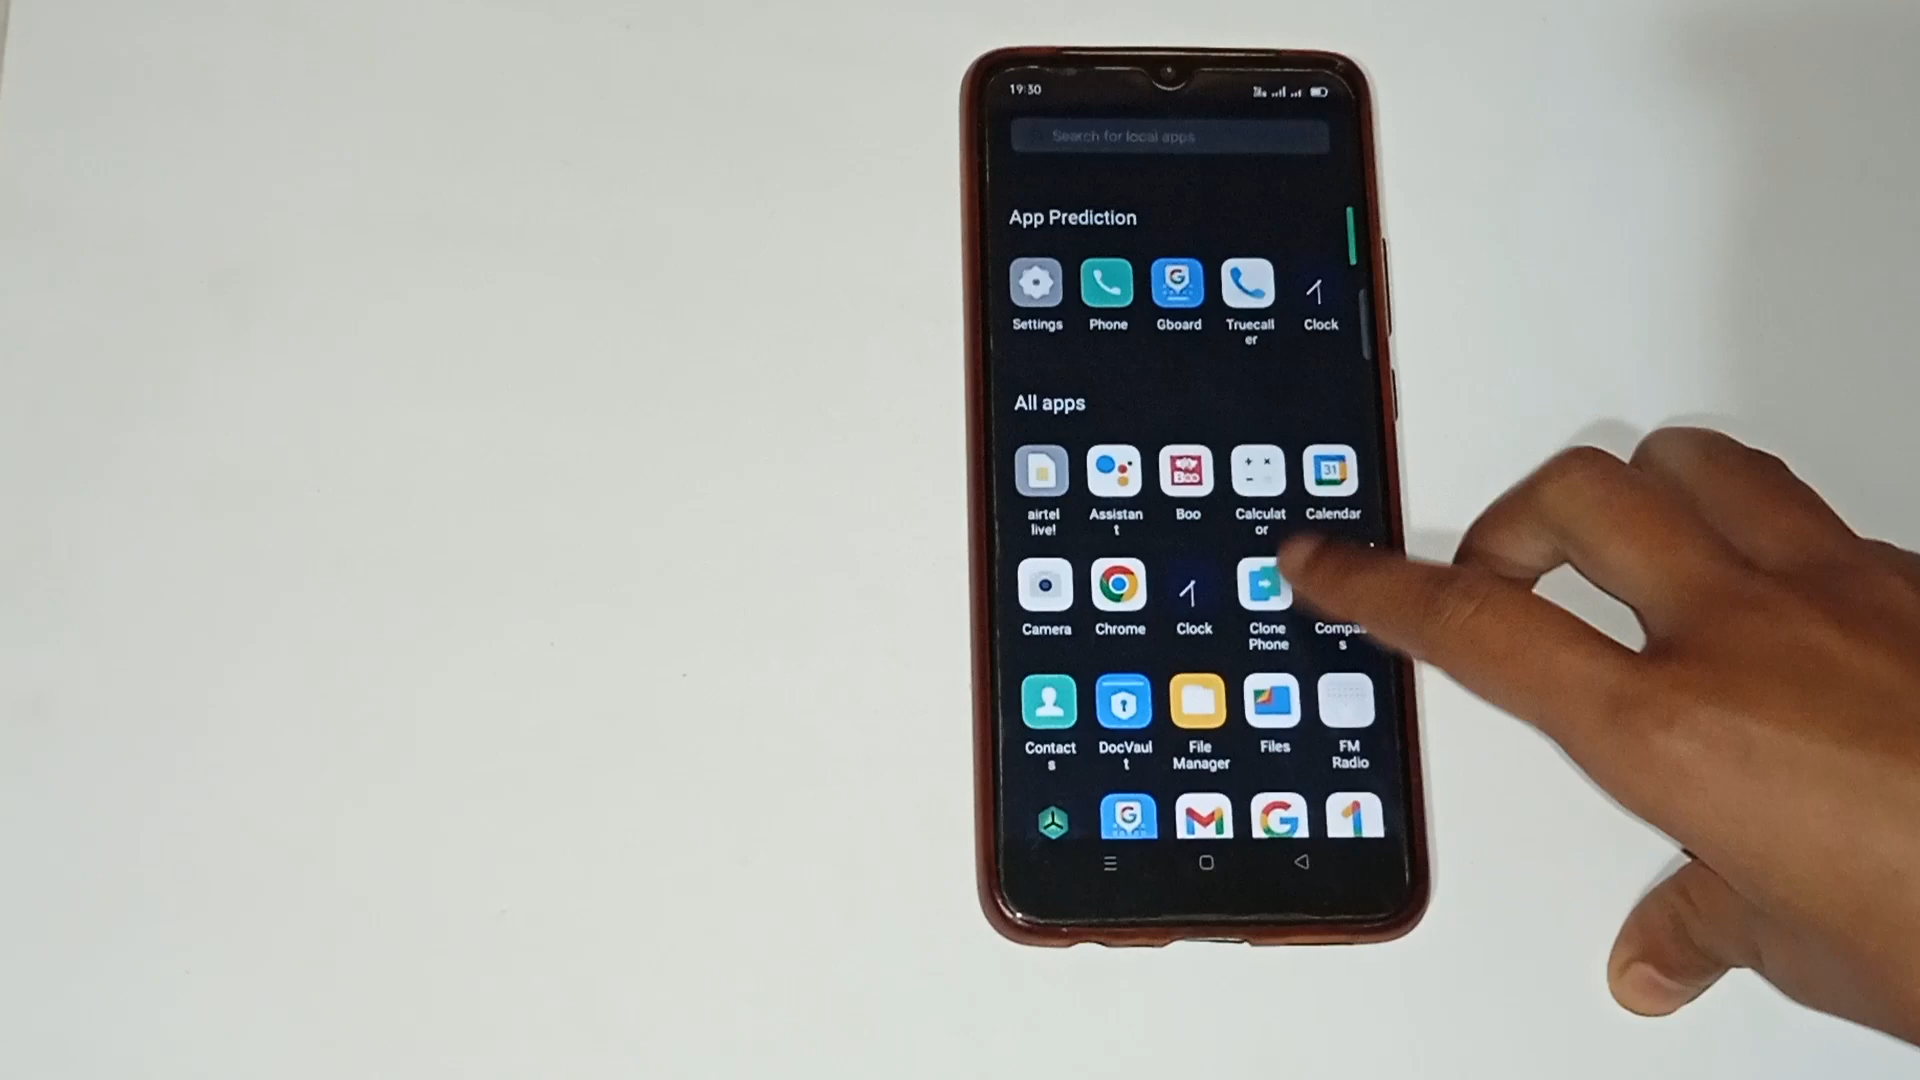 19:30
Search for local apps
App Prediction
Settings
Phone
Gboard
Truecall
er
Clock
All apps
airtel
live!
Assistan
t
Boo
Calculat
or
Calendar
Camera
Chrome
Clock
Clone
Phone
Compas
s
Contact
s
DocVaul
t
File
Manager
Files
FM
Radio